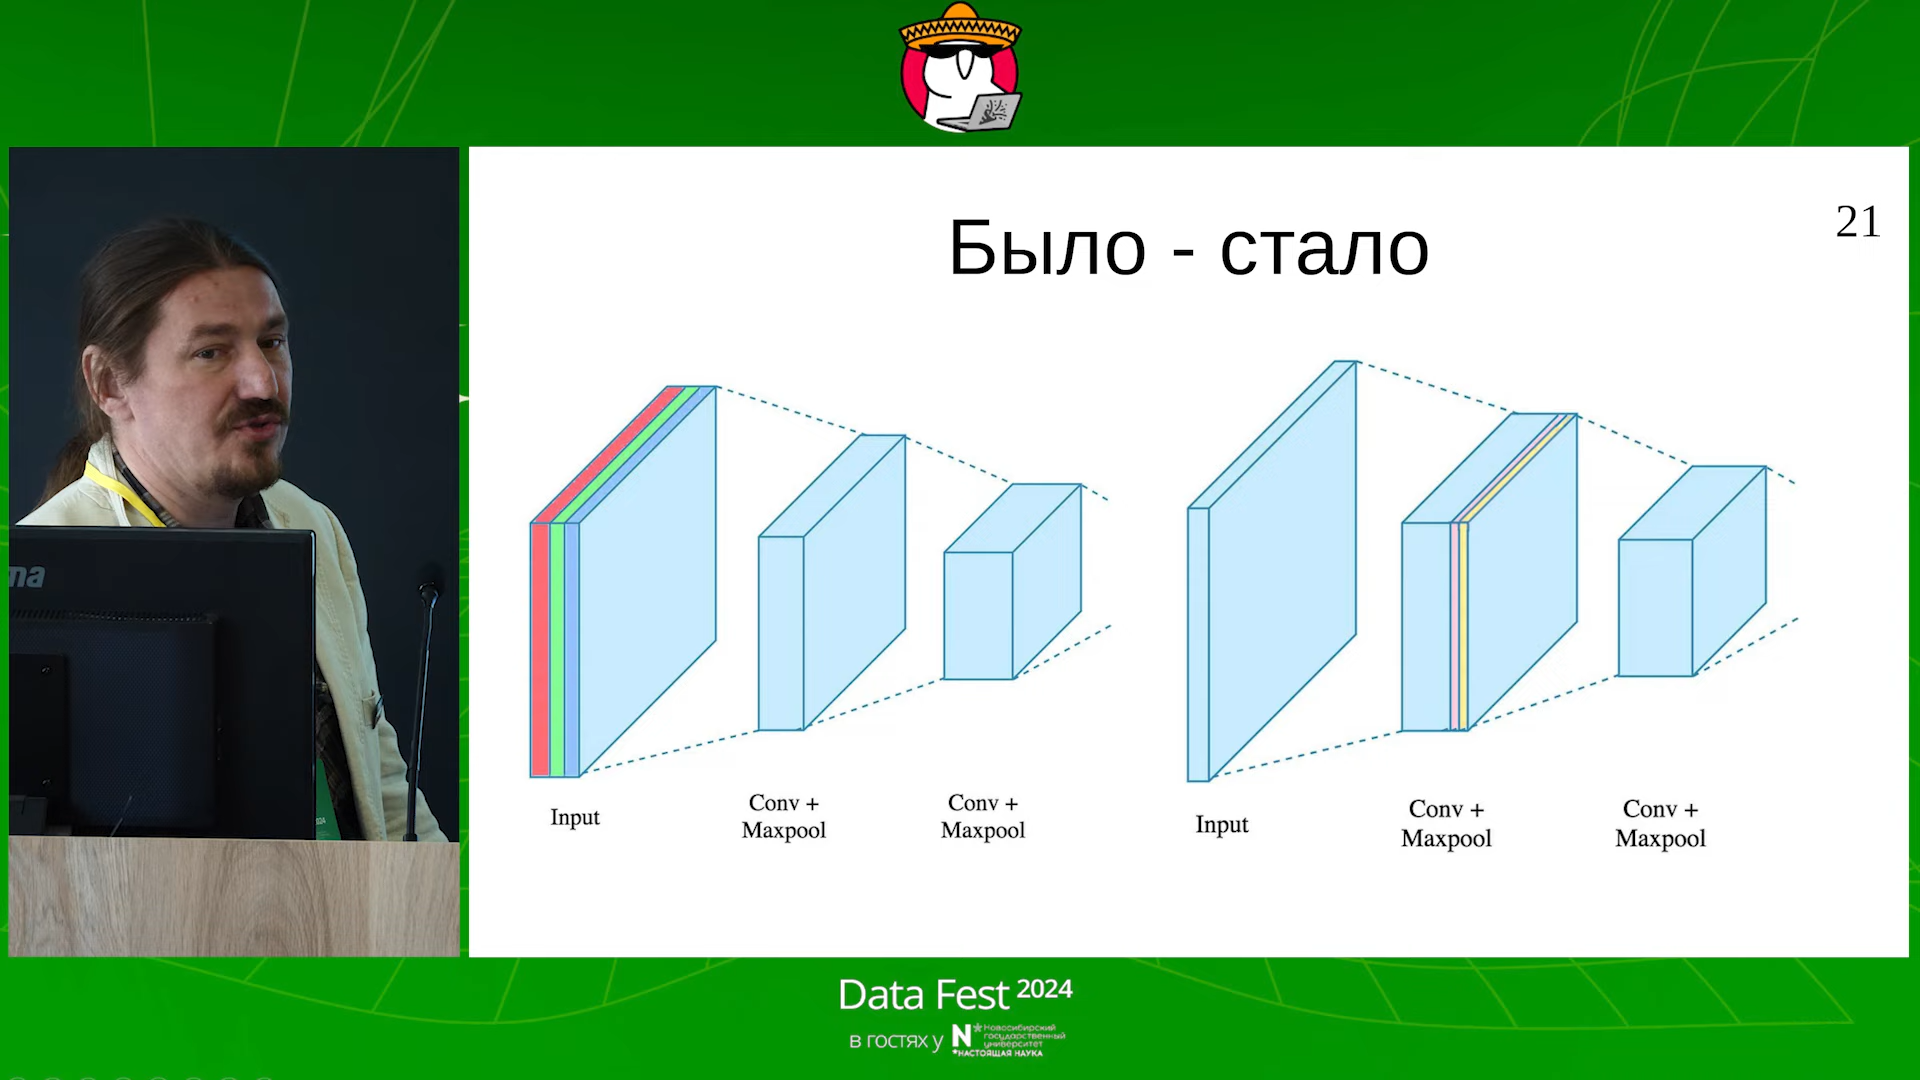 Было - стало
21
Input
Conv +
Maxpool
Conv +
Maxpool
Input
Conv +
Maxpool
Conv +
Maxpool
Data Fest 2024
в гостях у
N*
Новосибирский
государственный
университет
*НАСТОЯЩАЯ НАУКА